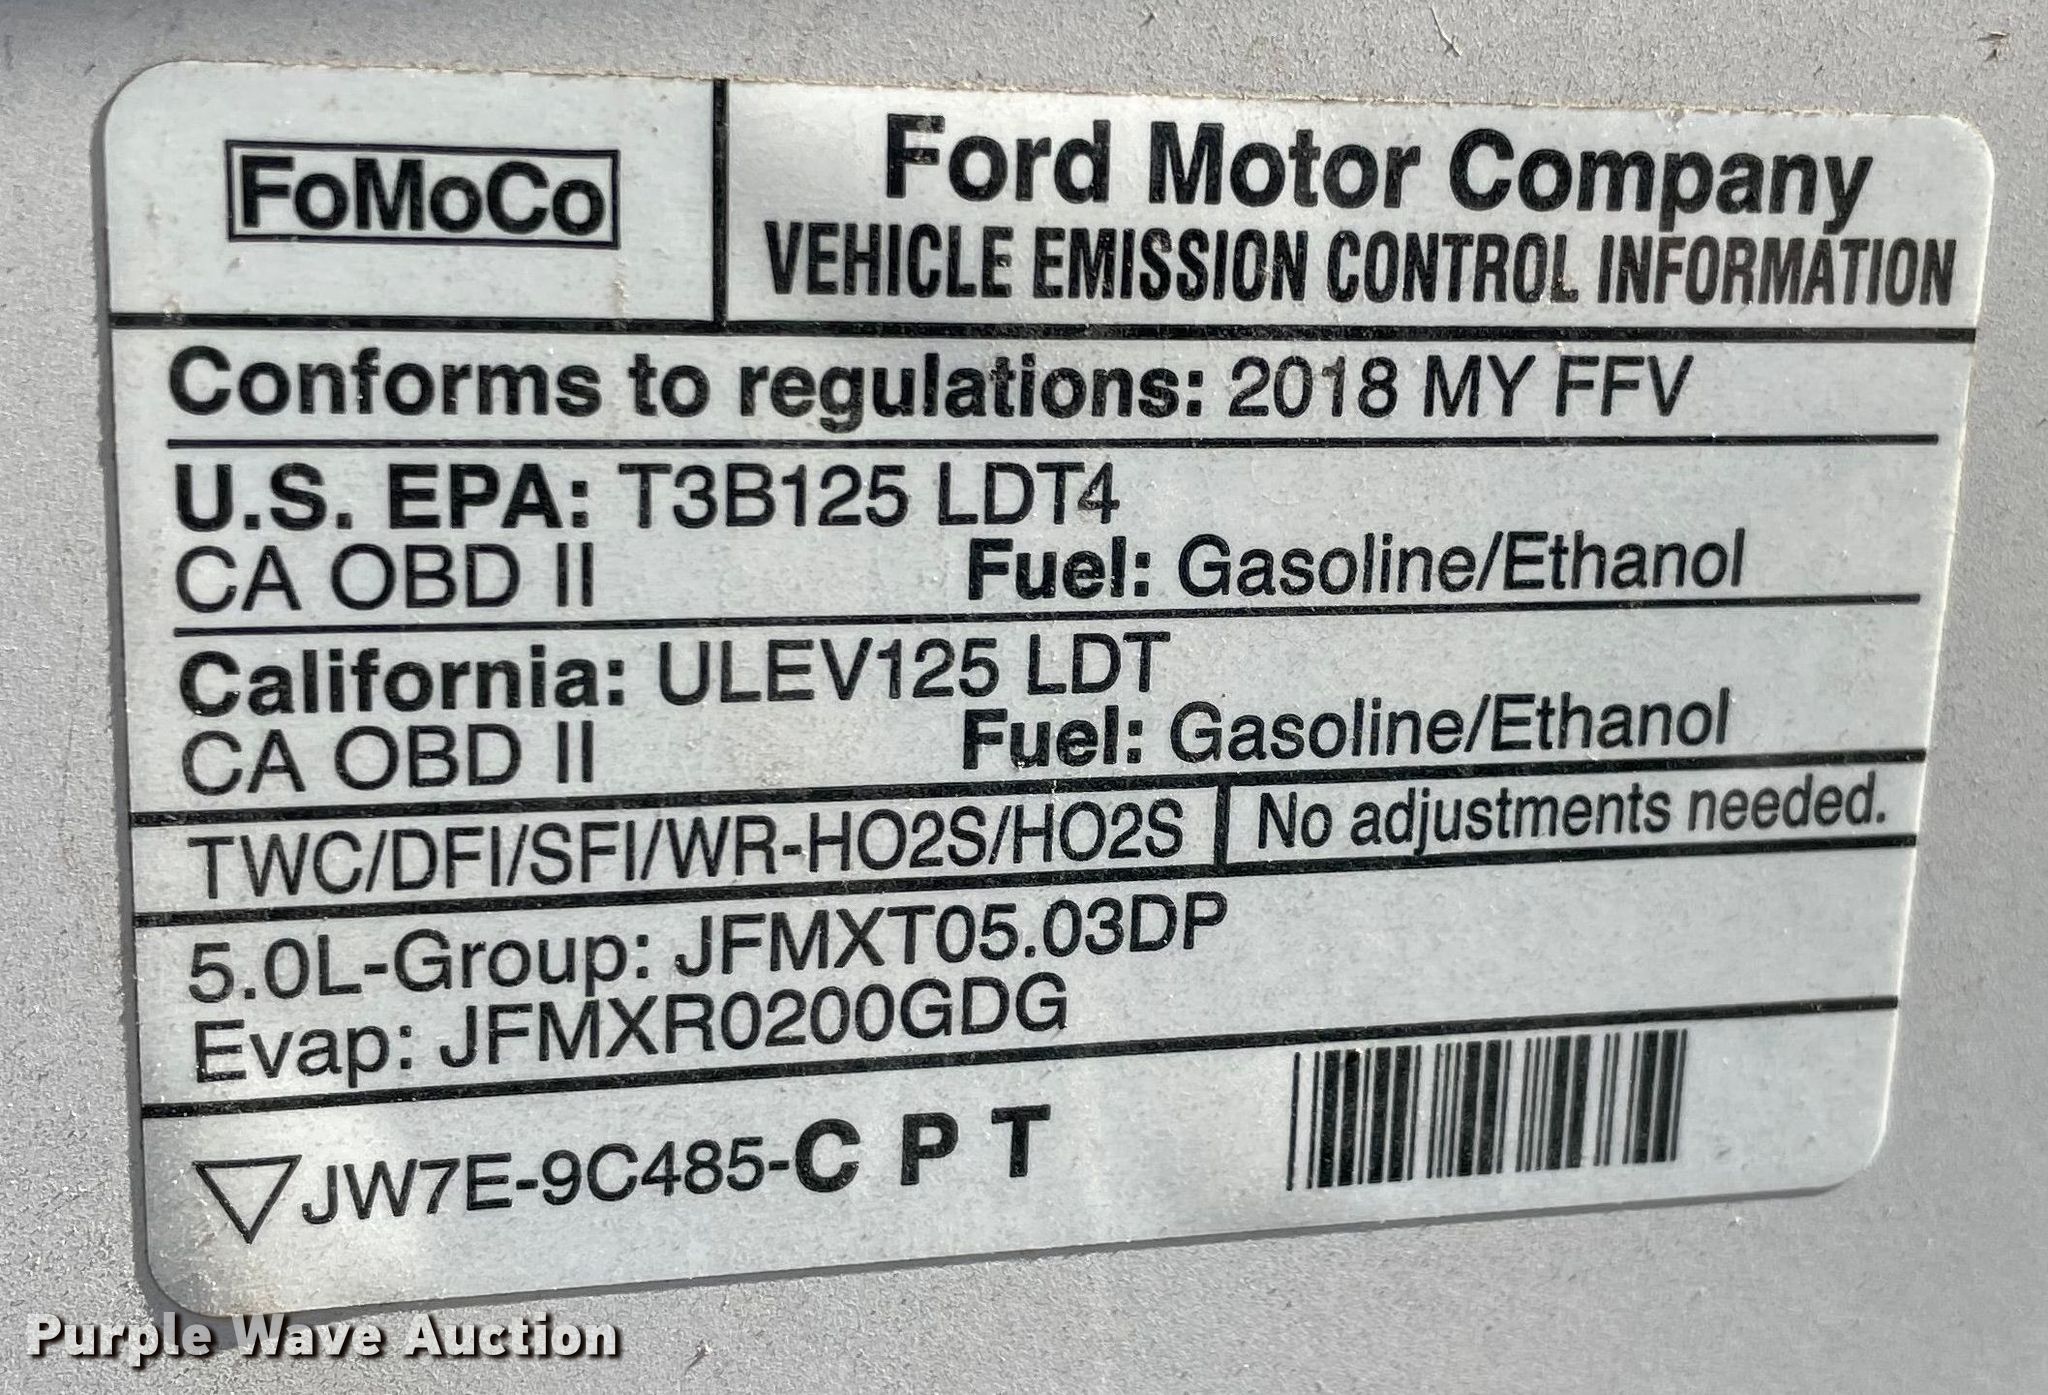 FoMoCo
Ford Motor Company
VEHICLE EMISSION CONTROL INFORMATION
Conforms to regulations: 2018 MY FFV
U.S. EPA: T3B125 LDT4
CA OBD II Fuel: Gasoline/Ethanol
California: ULEV125 LDT
CA OBD II Fuel: Gasoline/Ethanol
TWC/DFI/SFI/WR-HO2S/HO2S No adjustments needed.
5.0L-Group: JFMXT05.03DP
Evap: JFMXR0200GDG
JW7E-9C485-C P T
Purple Wave Auction